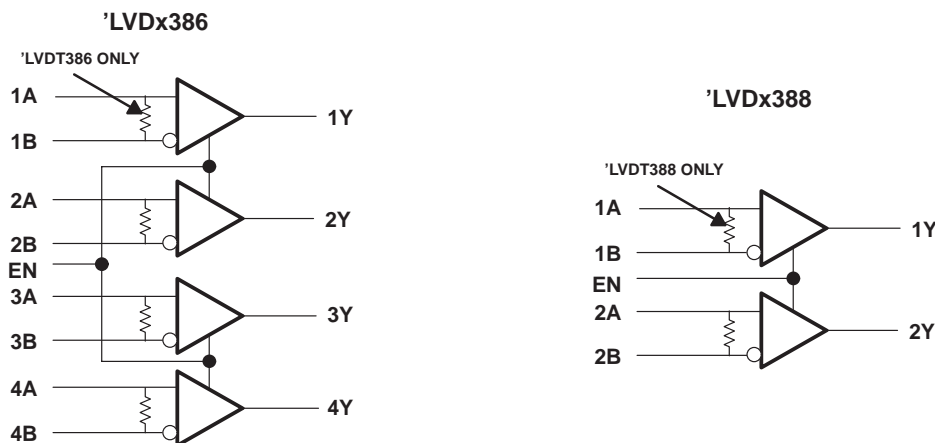 'LVDx386
'LVDT386 ONLY
1A
1Y
1B
2A
2Y
2B
EN
3A
3Y
3B
4A
4Y
4B
'LVDx388
'LVDT388 ONLY
1A
1Y
1B
EN
2A
2Y
2B